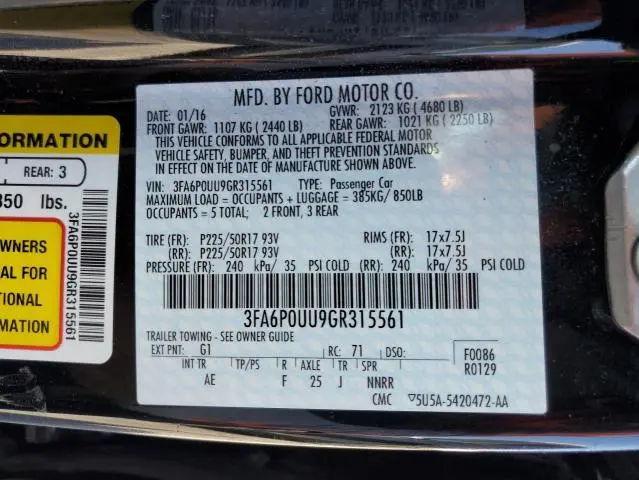 MFD. BY FORD MOTOR CO.
DATE: 01/16
GVWR: 2123 KG ( 4680 LB)
FRONT GAWR: 1107 KG ( 2440 LB)
REAR GAWR: 1021 KG ( 2250 LB)
THIS VEHICLE CONFORMS TO ALL APPLICABLE FEDERAL MOTOR
VEHICLE SAFETY, BUMPER, AND THEFT PREVENTION STANDARDS
IN EFFECT ON THE DATE OF MANUFACTURE SHOWN ABOVE.
VIN: 3FA6P0UU9GR315561 TYPE: Passenger Car
MAXIMUM LOAD = OCCUPANTS + LUGGAGE = 385KG/ 850LB
OCCUPANTS = 5 TOTAL; 2 FRONT, 3 REAR
TIRE (FR): P225/50R17 93V RIMS (FR): 17x7.5J
(RR): P225/50R17 93V (RR): 17x7.5J
PRESSURE (FR): 240 kPa/ 35 PSI COLD (RR): 240 kPa/ 35 PSI COLD
3FA6P0UU9GR315561
TRAILER TOWING - SEE OWNER GUIDE
EXT PNT: G1 RC: 71 DSO:
F0086
R0129
INT TR TP/PS R AXLE TR SPR
AE F 25 J NNRR
CMC 5U5A-5420472-AA
ORMATION
REAR: 3
850 lbs.
WNERS
AL FOR
TIONAL
MATION
3FA6P0UU9GR315561